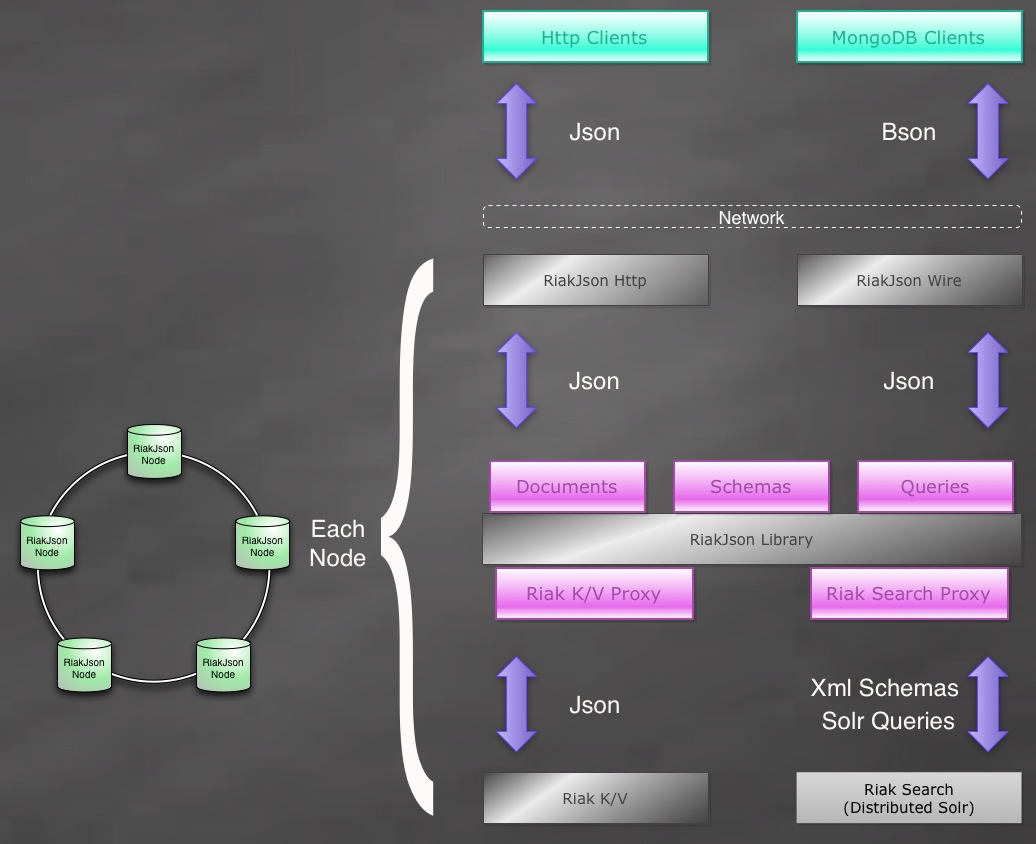 Http Clients
MongoDB Clients
Json
Bson
Network
RiakJson Http
RiakJson Wire
Json
Json
Documents
Schemas
Queries
RiakJson Library
Riak K/V Proxy
Riak Search Proxy
Json
Xml Schemas
Solr Queries
Riak K/V
Riak Search
(Distributed Solr)
Each
Node
RiakJson
Node
RiakJson
Node
RiakJson
Node
RiakJson
Node
RiakJson
Node